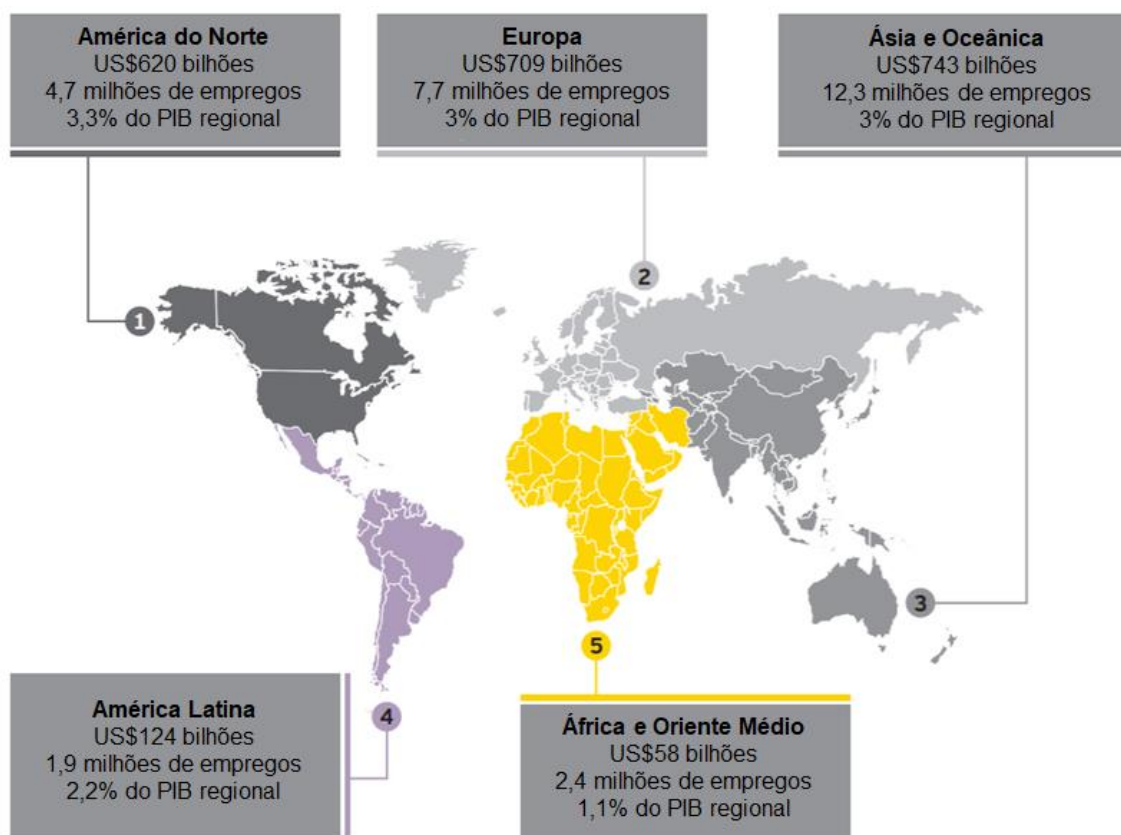 América do Norte
US$620 bilhões
4,7 milhões de empregos
3,3% do PIB regional
Europa
US$709 bilhões
7,7 milhões de empregos
3% do PIB regional
Ásia e Oceânica
US$743 bilhões
12,3 milhões de empregos
3% do PIB regional
1
2
3
4
5
América Latina
US$124 bilhões
1,9 milhões de empregos
2,2% do PIB regional
África e Oriente Médio
US$58 bilhões
2,4 milhões de empregos
1,1% do PIB regional